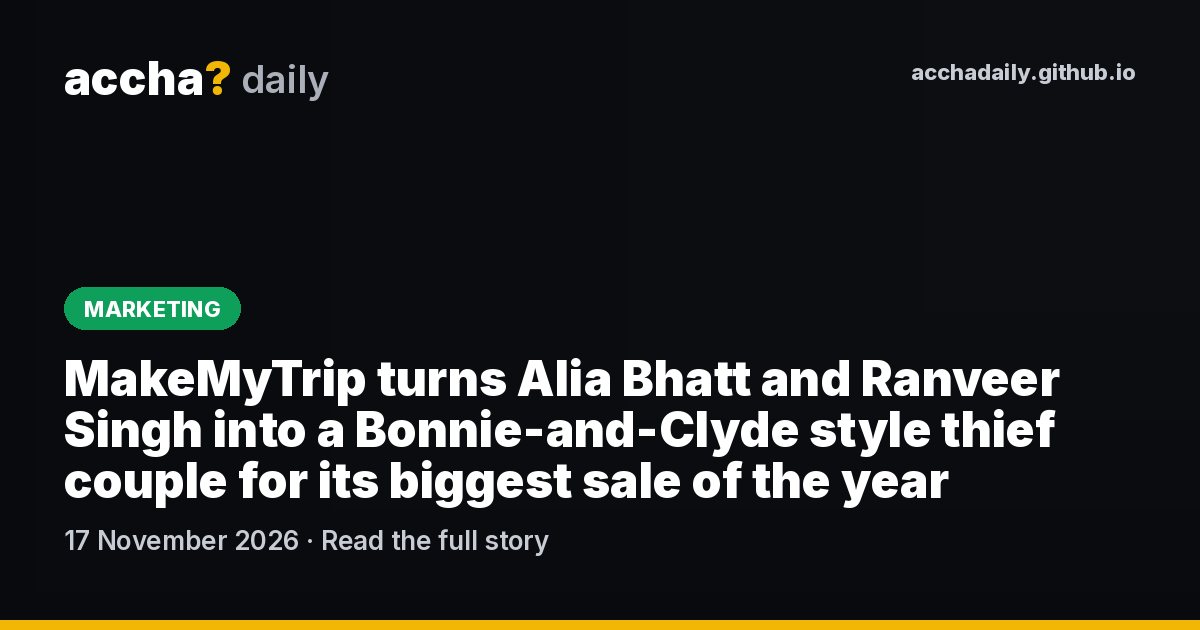 accha? daily
acchadaily.github.io
MARKETING
MakeMyTrip turns Alia Bhatt and Ranveer
Singh into a Bonnie-and-Clyde style thief
couple for its biggest sale of the year
17 November 2026 · Read the full story